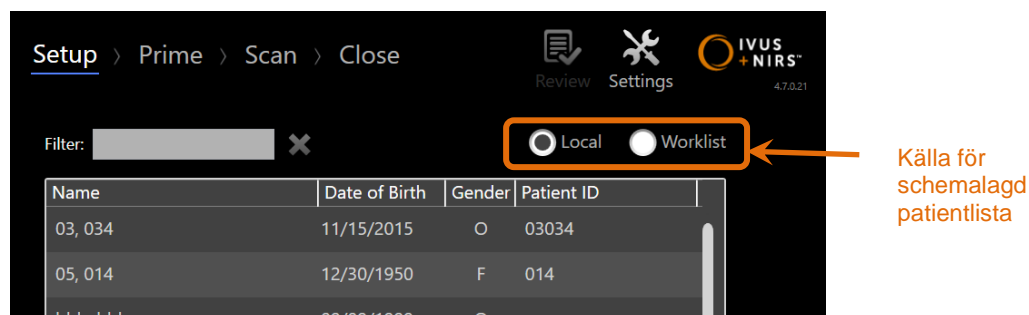 Setup > Prime > Scan > Close
Review Settings
IVUS
+NIRS™
4.7.0.21
Filter:
Local Worklist
Källa för
schemalagd
patientlista
Name Date of Birth Gender Patient ID
03, 034 11/15/2015 O 03034
05, 014 12/30/1950 F 014